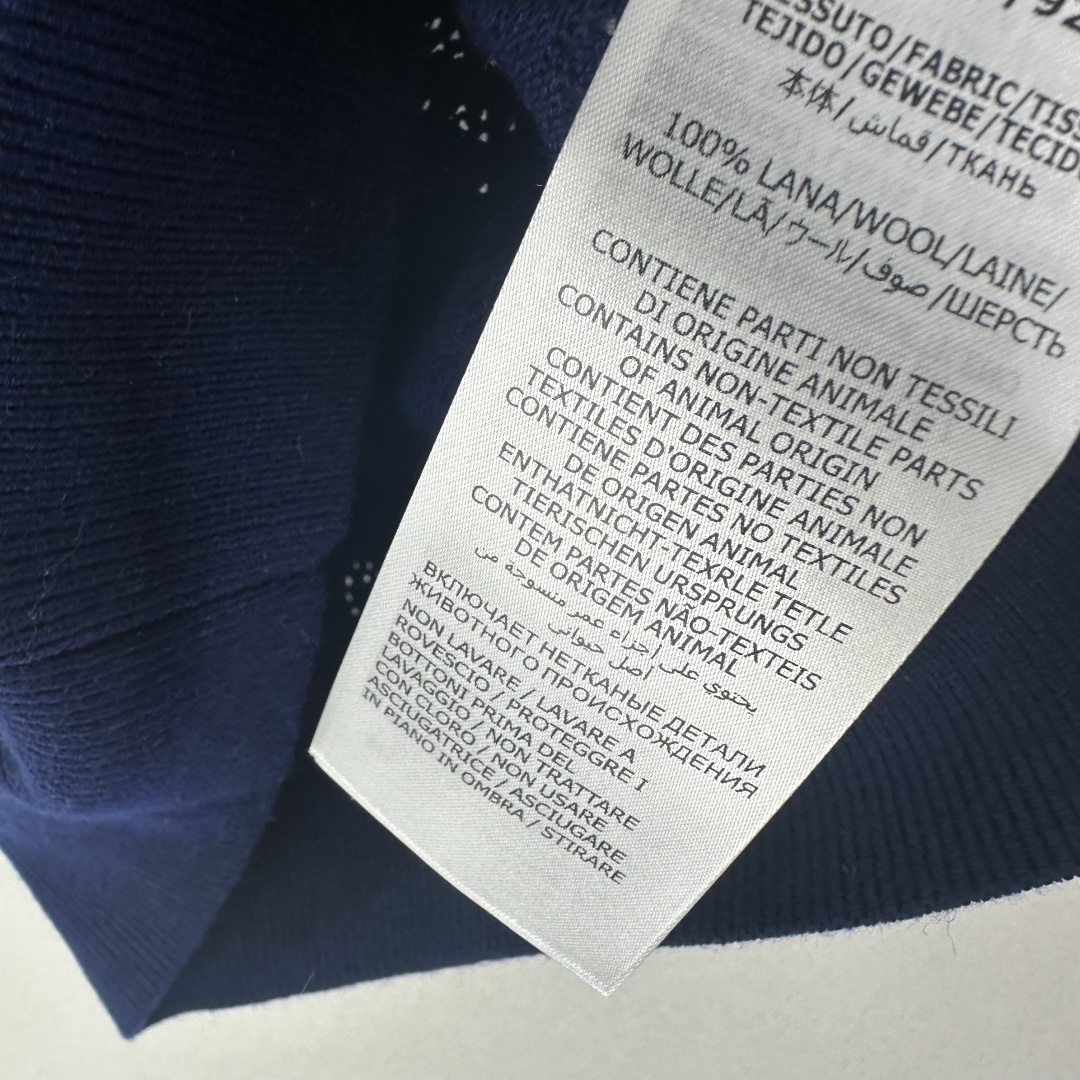 TESSUTO/FABRIC/TISS
TEJIDO/GEWEBE/TECID
本体/قماش/ТКАНЬ
100% LANA/WOOL/LAINE/
WOLLE/LÃ/ウール/صوف/ШЕРСТЬ
CONTIENE PARTI NON TESSILI
DI ORIGINE ANIMALE
CONTAINS NON-TEXTILE PARTS
OF ANIMAL ORIGIN
CONTIENT DES PARTIES NON
TEXTILES D'ORIGINE ANIMALE
CONTIENE PARTES NO TEXTILES
DE ORIGEN ANIMAL
ENTHATNICHT-TEXRLE TETLE
TIERISCHEN URSPRUNGS
CONTEM PARTES NÃO-TEXTEIS
DE ORIGEM ANIMAL
يحتوي على أجزاء عمر منسوحة من
أصل حيواني
ВКЛЮЧАЕТ НЕТКАНЫЕ ДЕТАЛИ
ЖИВОТНОГО ПРОИСХОЖДЕНИЯ
NON LAVARE / LAVARE A
ROVESCIO / PROTEGGRE I
BOTTONI PRIMA DEL
LAVAGGIO / NON TRATTARE
CON CLORO / NON USARE
ASCIUGATRICE / ASCIUGARE
IN PIANO IN OMBRA / STIRARE